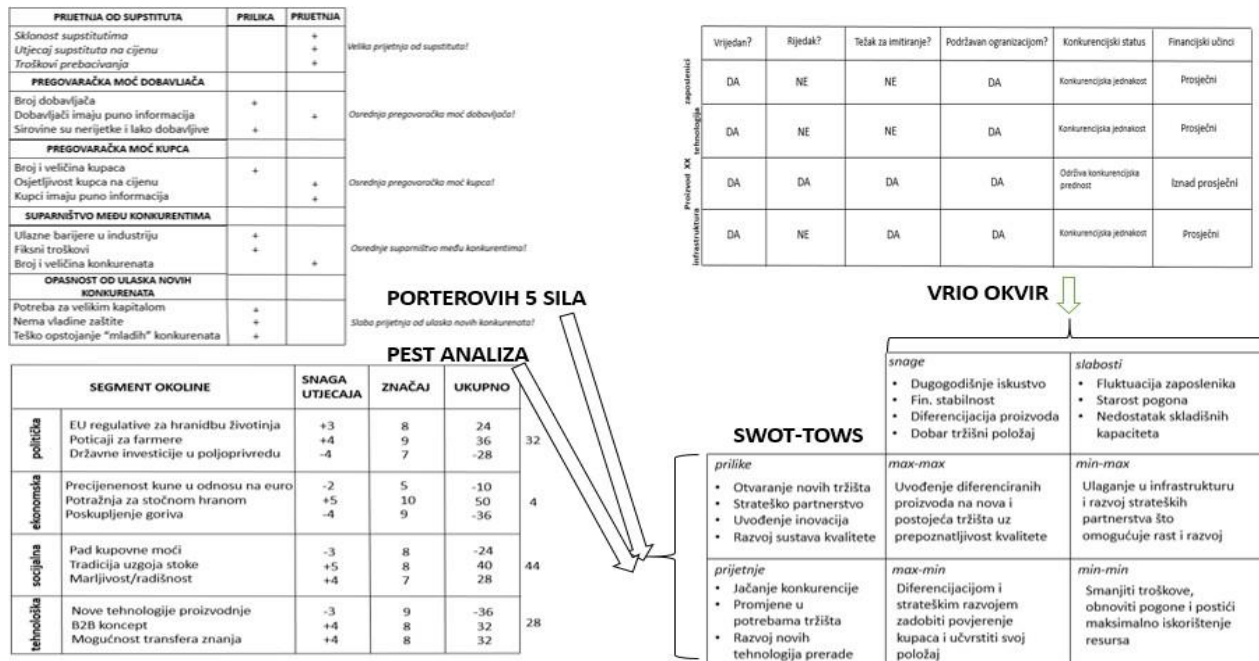 PRIJETNJA OD SUPSTITUTA PRILIKA PRIJETNJA
Sklonost supstitutima +
Utjecaj supstituta na cijenu +
Troškovi prebacivanja +
Velika prijetnja od supstituta!
PREGOVARAČKA MOĆ DOBAVLJAČA
Broj dobavljača +
Dobavljači imaju puno informacija +
Sirovine su nerijetke i lako dobavljive +
Osrednja pregovaračka moć dobavljača!
PREGOVARAČKA MOĆ KUPCA
Broj i veličina kupaca +
Osjetljivost kupca na cijenu +
Kupci imaju puno informacija +
Osrednja pregovaračka moć kupca!
SUPARNIŠTVO MEĐU KONKURENTIMA
Ulazne barijere u industriju +
Fiksni troškovi +
Broj i veličina konkurenata +
Osrednje suparništvo među konkurentima!
OPASNOST OD ULASKA NOVIH
KONKURENATA
Potreba za velikim kapitalom +
Nema vladine zaštite +
Teško opstojanje "mladih" konkurenata +
Slaba prijetnja od ulaska novih konkurenata!
PORTEROVIH 5 SILA
Vrijedan? Rijedak? Težak za imitiranje? Podržavan ogranizacijom? Konkurencijski status Financijski učinci
zaposlenici DA NE NE DA Konkurencijska jednakost Prosječni
tehnologija DA NE NE DA Konkurencijska jednakost Prosječni
Proizvod XX DA DA DA DA Održiva konkurencijska prednost Iznad prosječni
infrastruktura DA NE DA DA Konkurencijska jednakost Prosječni
VRIO OKVIR
PEST ANALIZA
SEGMENT OKOLINE SNAGA UTJECAJA ZNAČAJ UKUPNO
politička
EU regulative za hranidbu životinja +3 8 24
Poticaji za farmere +4 9 36 32
Državne investicije u poljoprivredu -4 7 -28
ekonomska
Precijenenost kune u odnosu na euro -2 5 -10
Potražnja za stočnom hranom +5 10 50 4
Poskupljenje goriva -4 9 -36
socijalna
Pad kupovne moći -3 8 -24
Tradicija uzgoja stoke +5 8 40 44
Marljivost/radišnost +4 7 28
tehnološka
Nove tehnologije proizvodnje -3 9 -36
B2B koncept +4 8 32 28
Mogućnost transfera znanja +4 8 32
SWOT-TOWS
snage
• Dugogodišnje iskustvo
• Fin. stabilnost
• Diferencijacija proizvoda
• Dobar tržišni položaj
slabosti
• Fluktuacija zaposlenika
• Starost pogona
• Nedostatak skladišnih
kapaciteta
prilike
• Otvaranje novih tržišta
• Strateško partnerstvo
• Uvođenje inovacija
• Razvoj sustava kvalitete
max-max
Uvođenje diferenciranih
proizvoda na nova i
postojeća tržišta uz
prepoznatljivost kvalitete
min-max
Ulaganje u infrastrukturu
i razvoj strateških
partnerstva što
omogućuje rast i razvoj
prijetnje
• Jačanje konkurencije
• Promjene u
potrebama tržišta
• Razvoj novih
tehnologija prerade
max-min
Diferencijacijom i
strateškim razvojem
zadobiti povjerenje
kupaca i učvrstiti svoj
položaj
min-min
Smanjiti troškove,
obnoviti pogone i postići
maksimalno iskorištenje
resursa